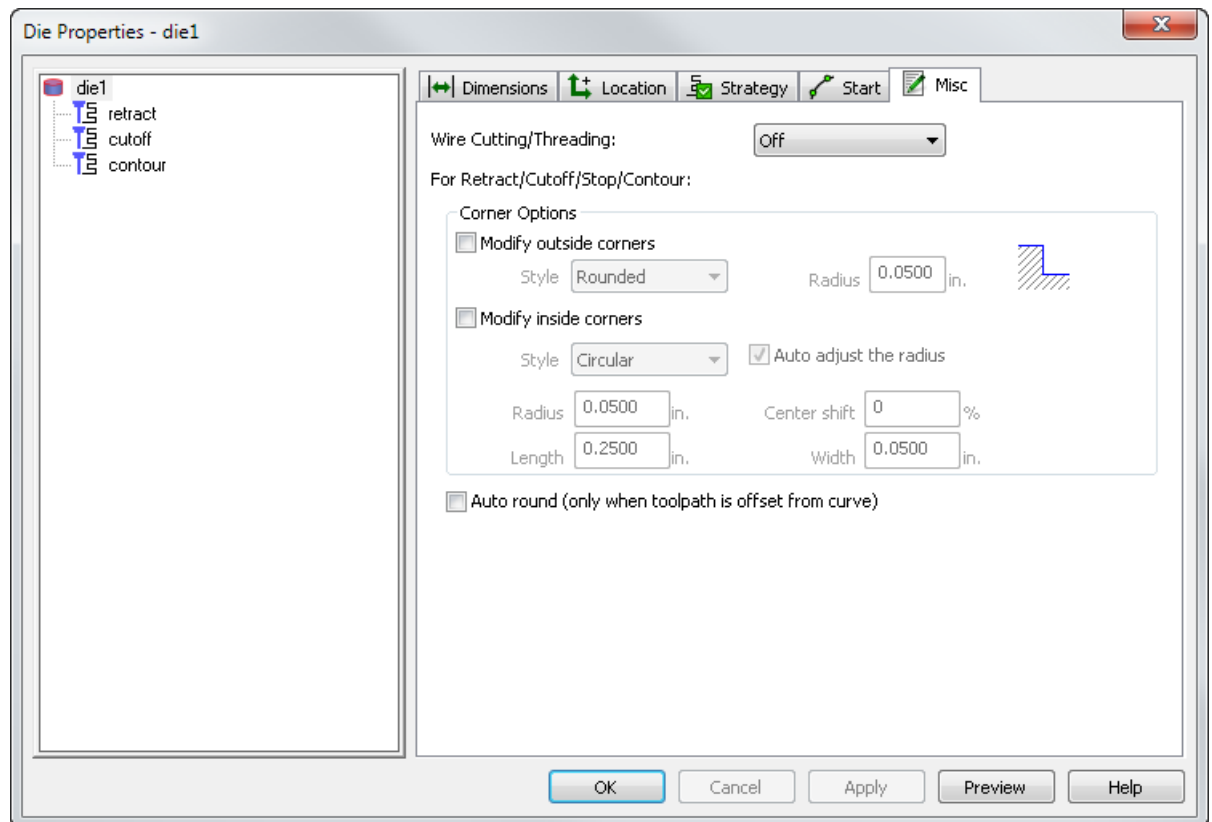 Die Properties - die1
die1
retract
cutoff
contour
Dimensions Location Strategy Start Misc
Wire Cutting/Threading: Off
For Retract/Cutoff/Stop/Contour:
Corner Options
Modify outside corners
Style Rounded Radius 0.0500 in.
Modify inside corners
Style Circular Auto adjust the radius
Radius 0.0500 in. Center shift 0 %
Length 0.2500 in. Width 0.0500 in.
Auto round (only when toolpath is offset from curve)
OK Cancel Apply Preview Help